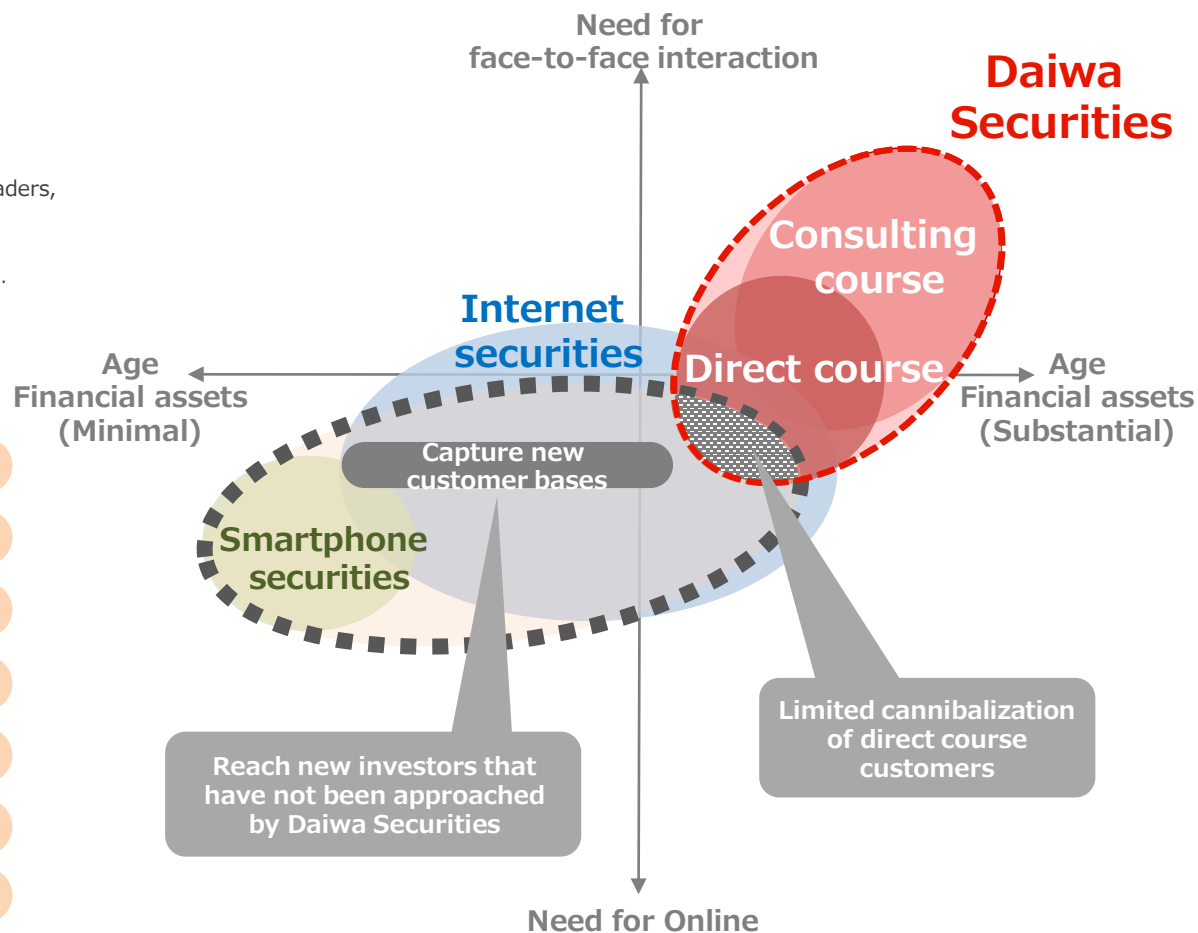 Need for
face-to-face interaction
Daiwa
Securities
aders,
.
Consulting
course
Internet
securities
Direct course
Age
Financial assets
(Minimal)
Age
Financial assets
(Substantial)
Capture new
customer bases
Smartphone
securities
Limited cannibalization
of direct course
customers
Reach new investors that
have not been approached
by Daiwa Securities
Need for Online